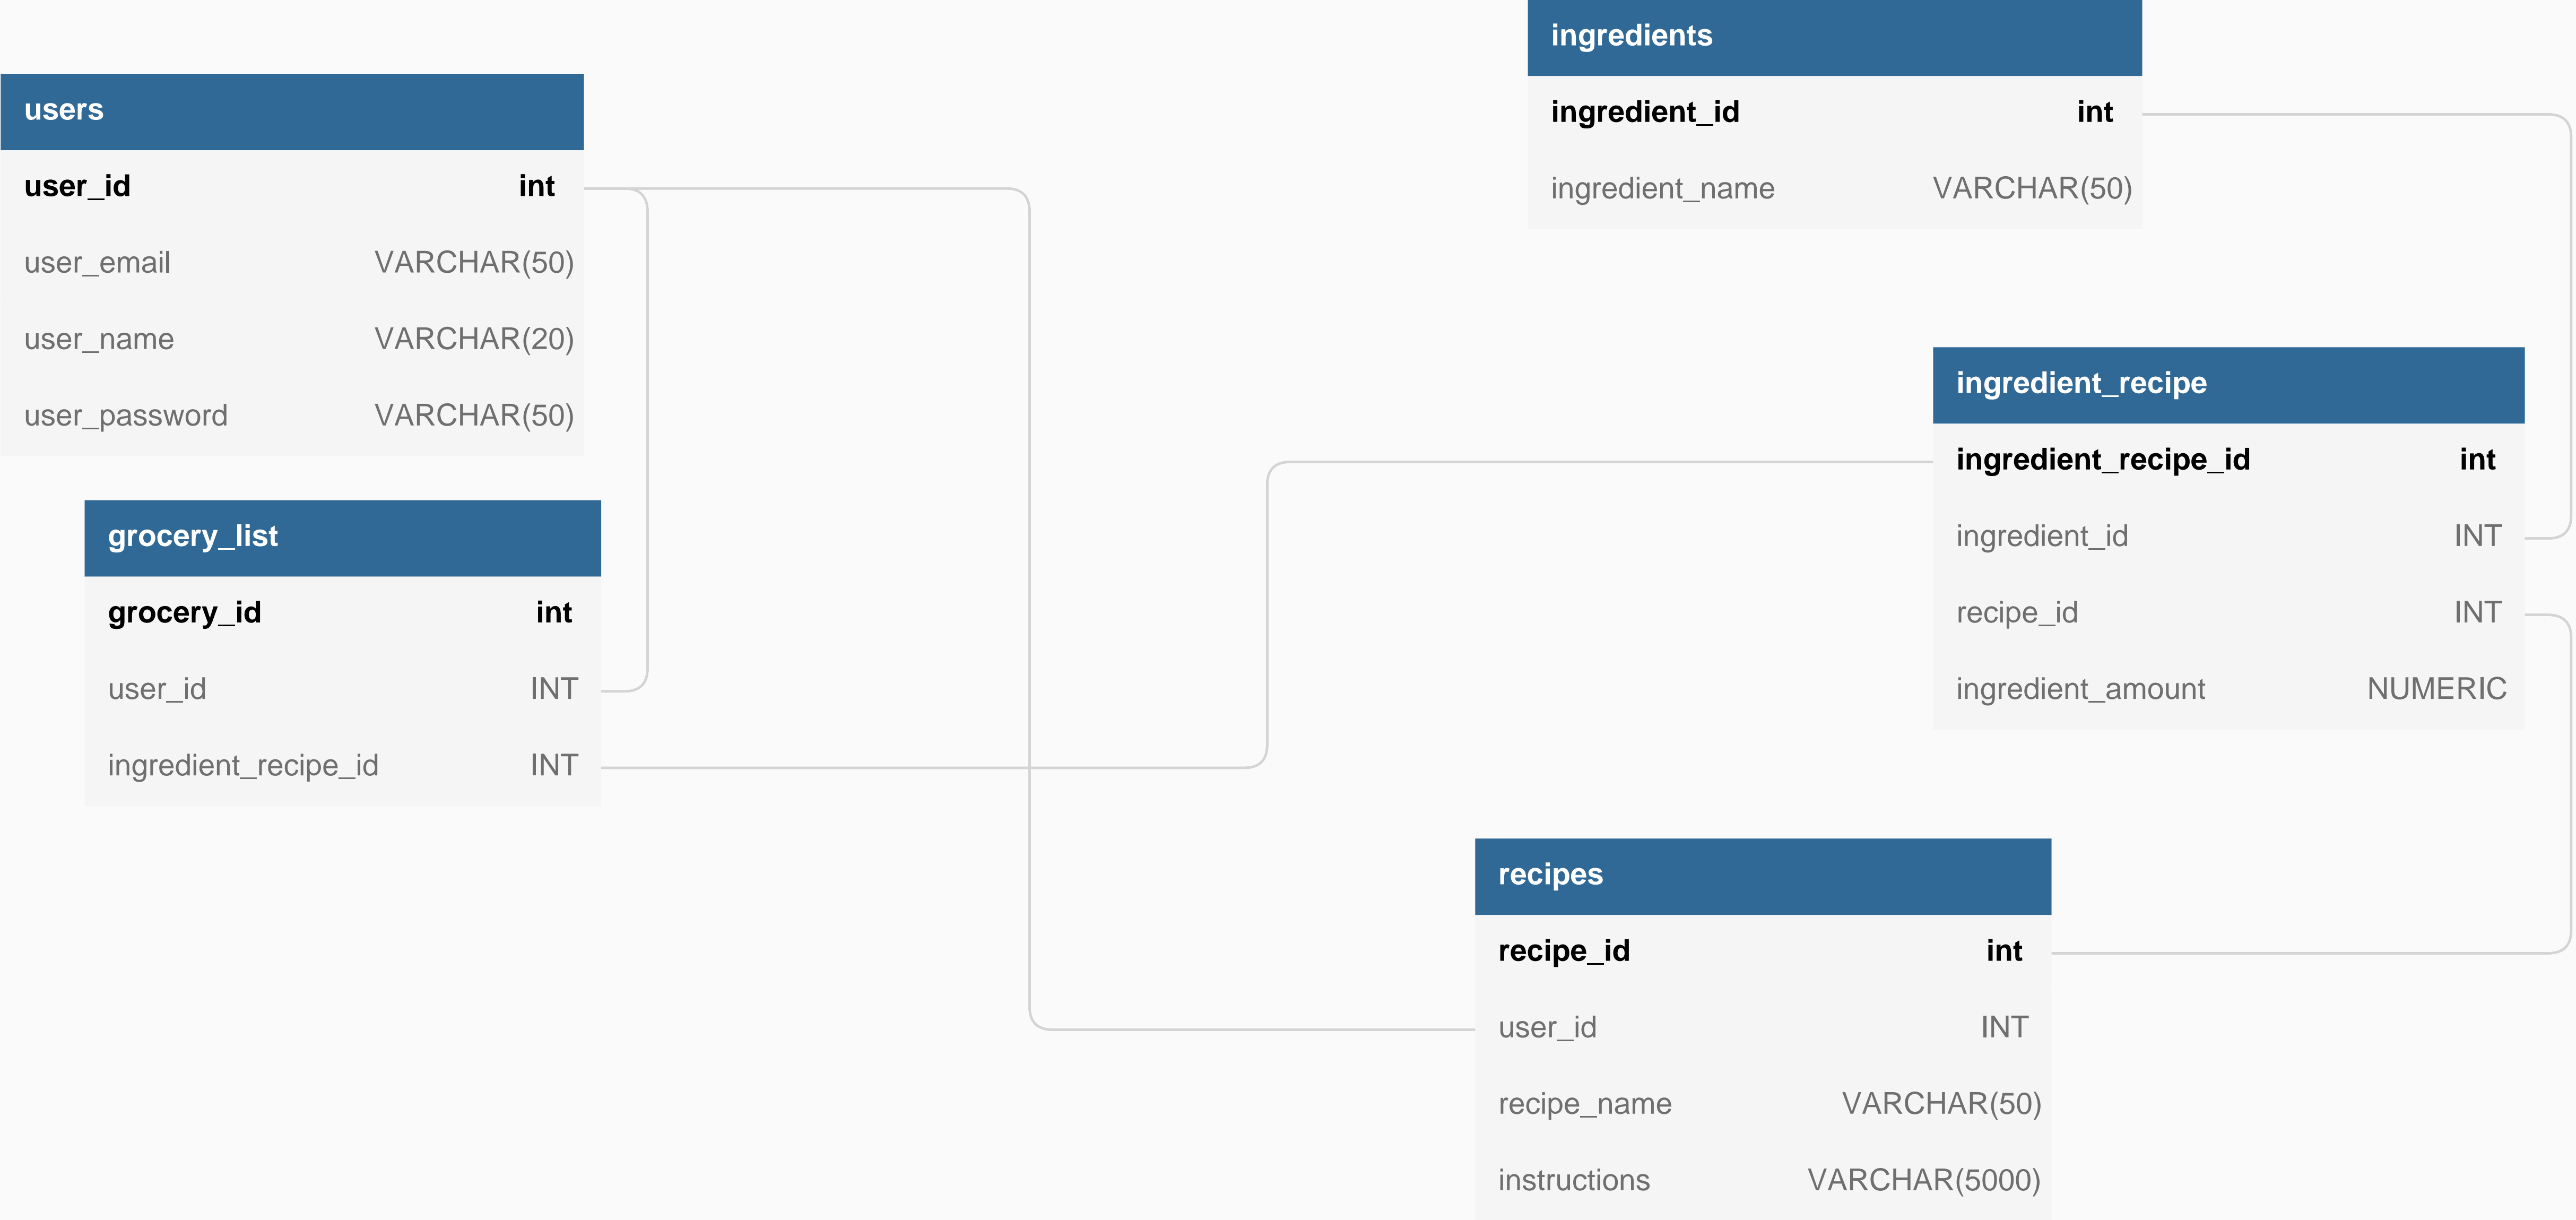 users
user_id int
user_email VARCHAR(50)
user_name VARCHAR(20)
user_password VARCHAR(50)
grocery_list
grocery_id int
user_id INT
ingredient_recipe_id INT
ingredients
ingredient_id int
ingredient_name VARCHAR(50)
ingredient_recipe
ingredient_recipe_id int
ingredient_id INT
recipe_id INT
ingredient_amount NUMERIC
recipes
recipe_id int
user_id INT
recipe_name VARCHAR(50)
instructions VARCHAR(5000)